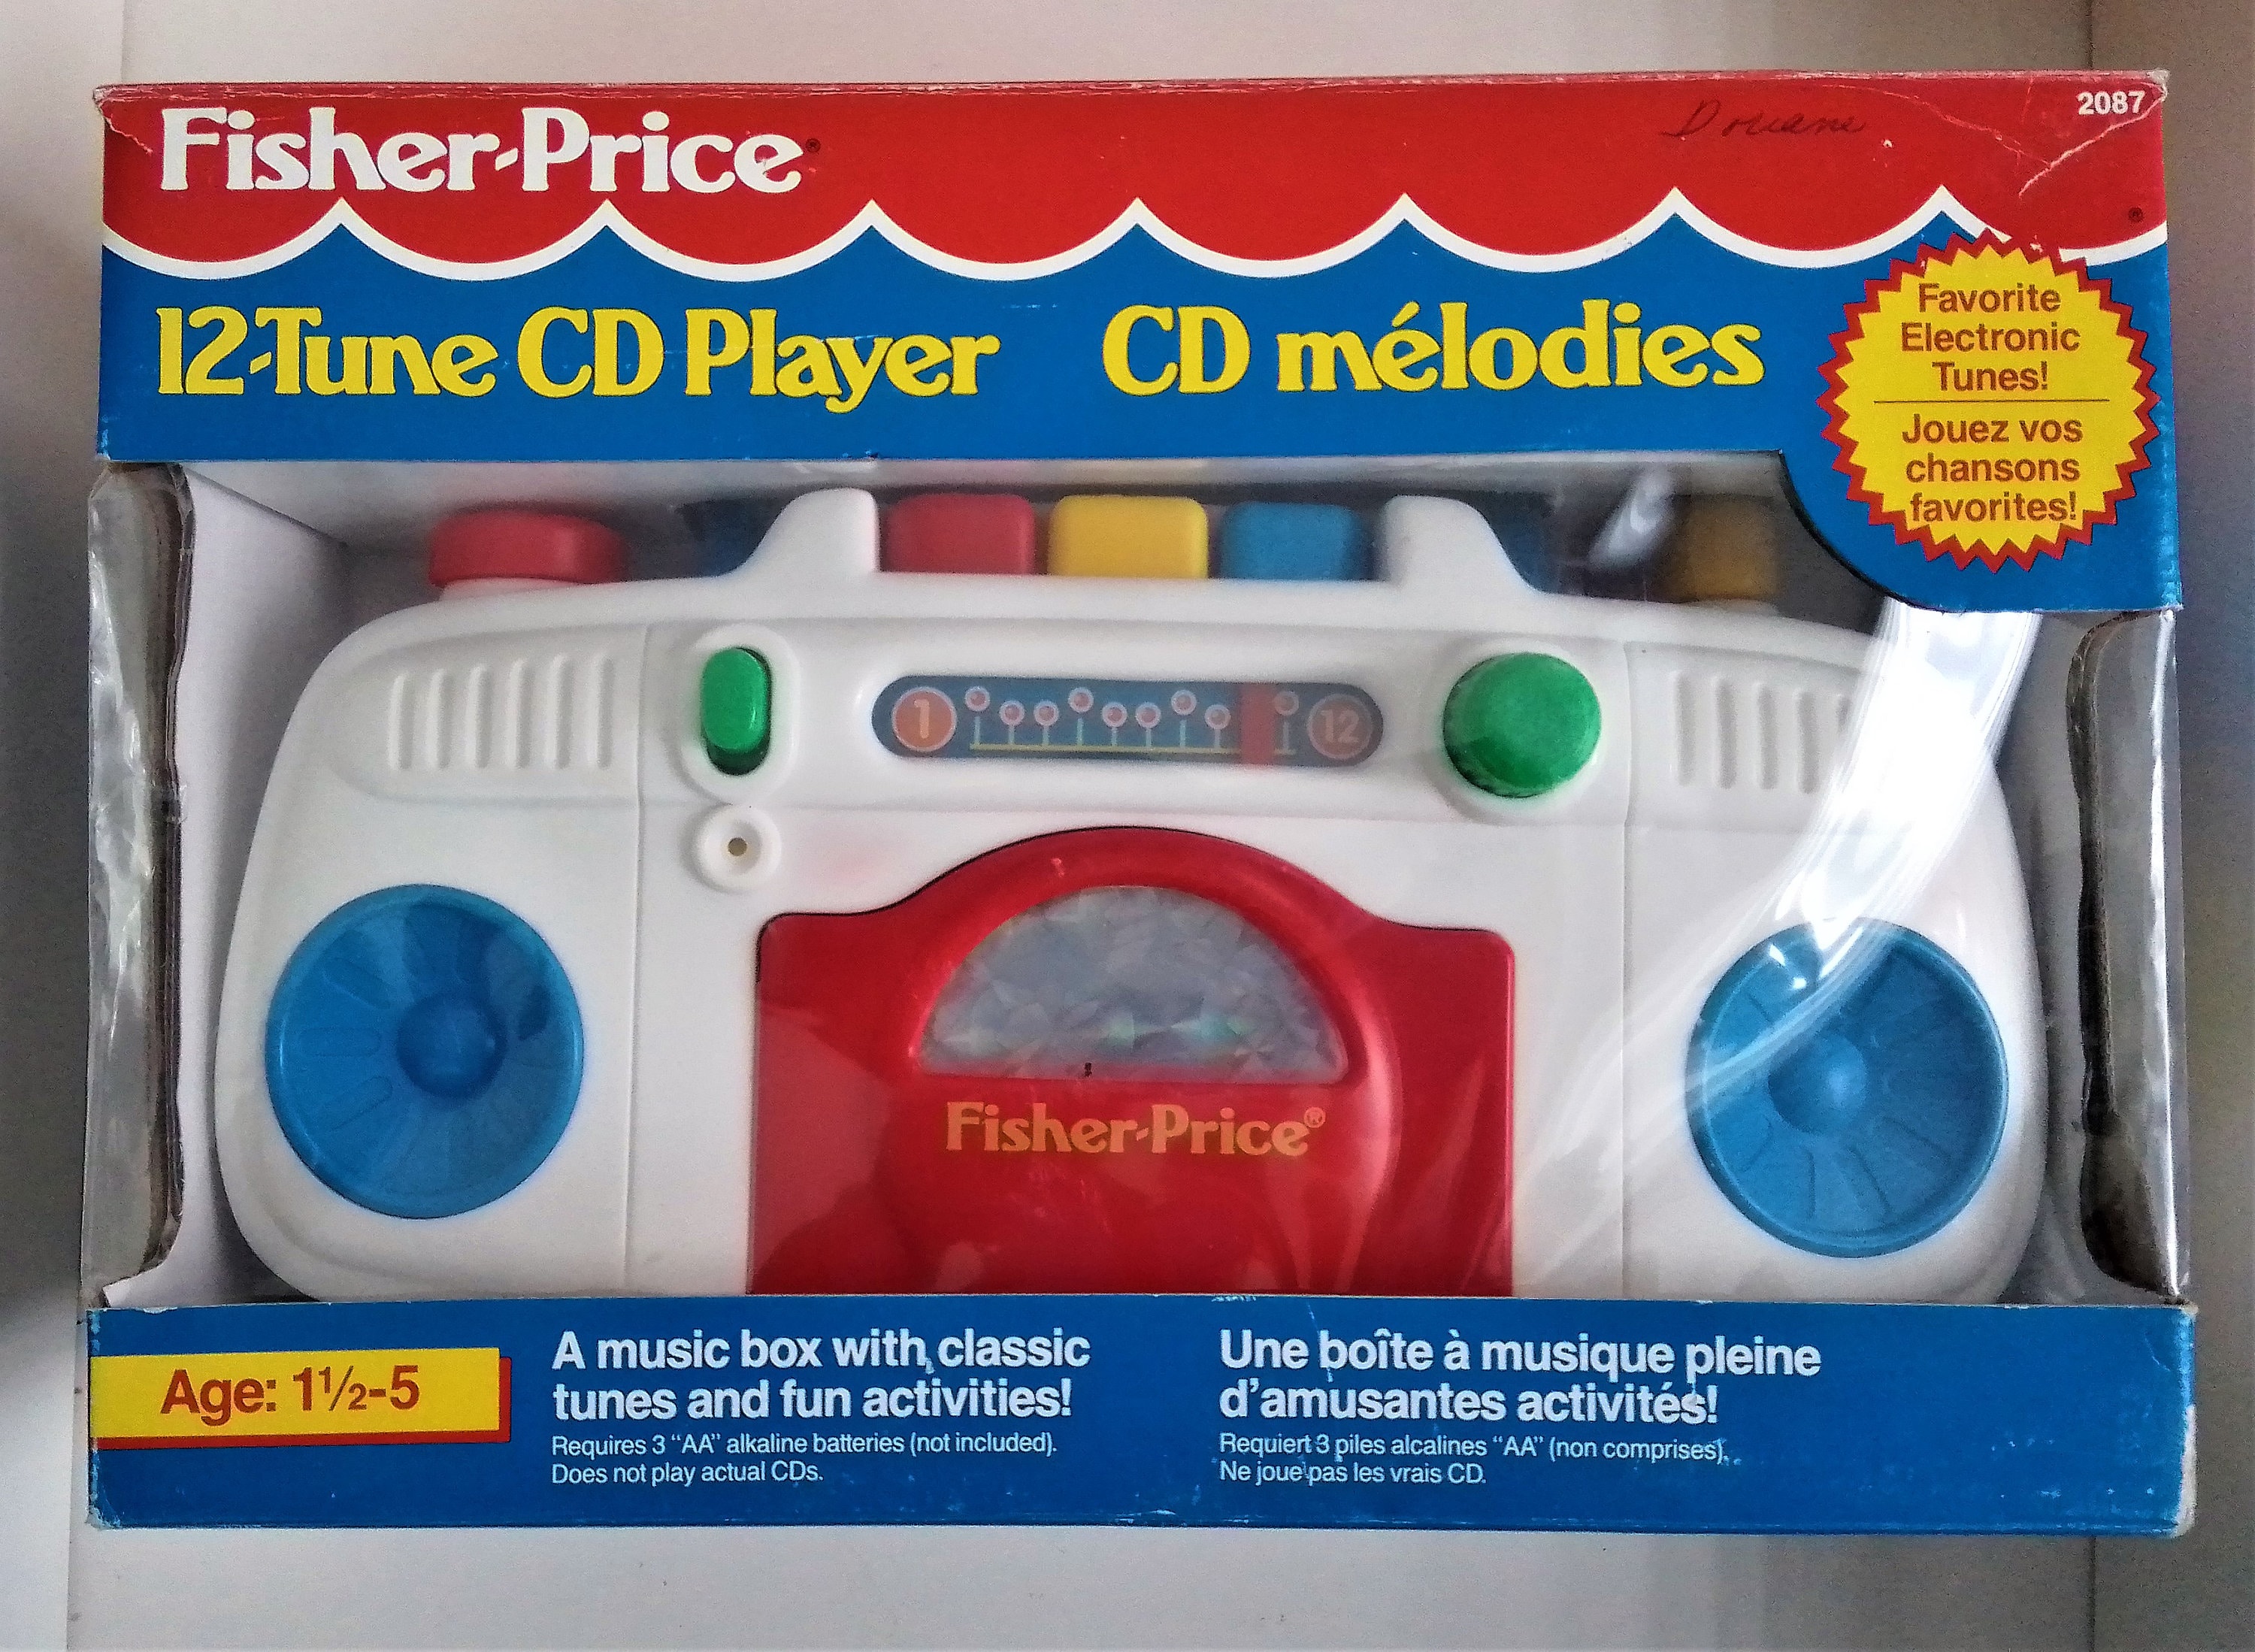 Fisher-Price®
2087
®
12-Tune CD Player
CD mélodies
Favorite
Electronic
Tunes!
Jouez vos
chansons
favorites!
1
12
Fisher-Price®
Age: 1½-5
A music box with classic
tunes and fun activities!
Requires 3 “AA” alkaline batteries (not included).
Does not play actual CDs.
Une boîte à musique pleine
d’amusantes activités!
Requiert 3 piles alcalines “AA” (non comprises).
Ne joue pas les vrais CD.